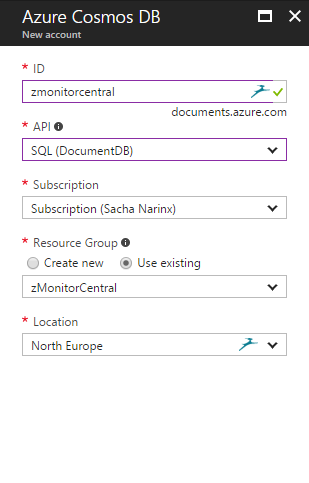 Azure Cosmos DB
New account
* ID
zmonitorcentral
documents.azure.com
* API
SQL (DocumentDB)
* Subscription
Subscription (Sacha Narinx)
* Resource Group
Create new Use existing
zMonitorCentral
* Location
North Europe